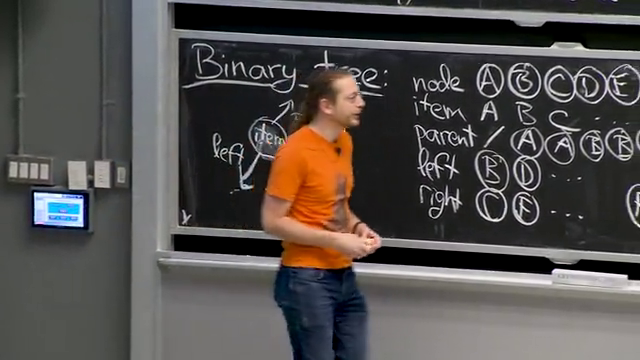 Binary tree:
item
left
node A B C D E
item A B C . .
parent / A A B B
left B D ...
right C E ...